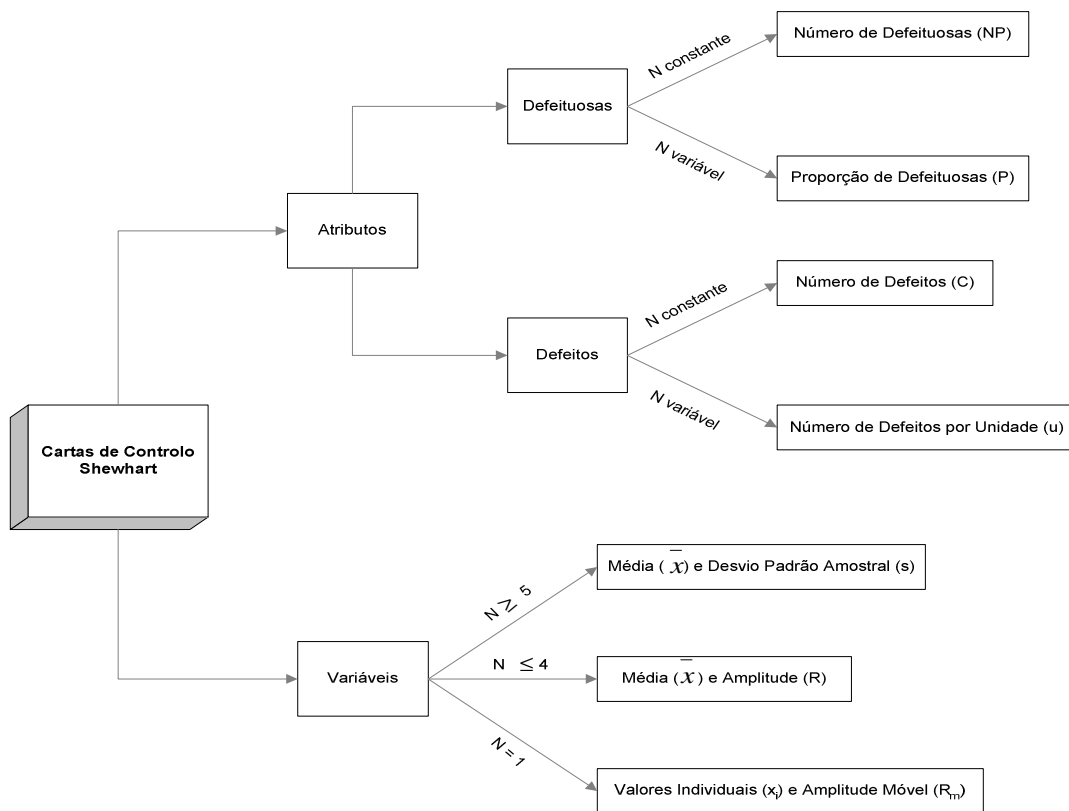 Número de Defeituosas (NP)
N constante
Defeituosas
N variável
Proporção de Defeituosas (P)
Atributos
Número de Defeitos (C)
N constante
Defeitos
N variável
Número de Defeitos por Unidade (u)
Cartas de Controlo
Shewhart
Média ( x̅ ) e Desvio Padrão Amostral (s)
N ≥ 5
Variáveis
N ≤ 4
Média ( x̅ ) e Amplitude (R)
N = 1
Valores Individuais (xᵢ) e Amplitude Móvel (Rₘ)